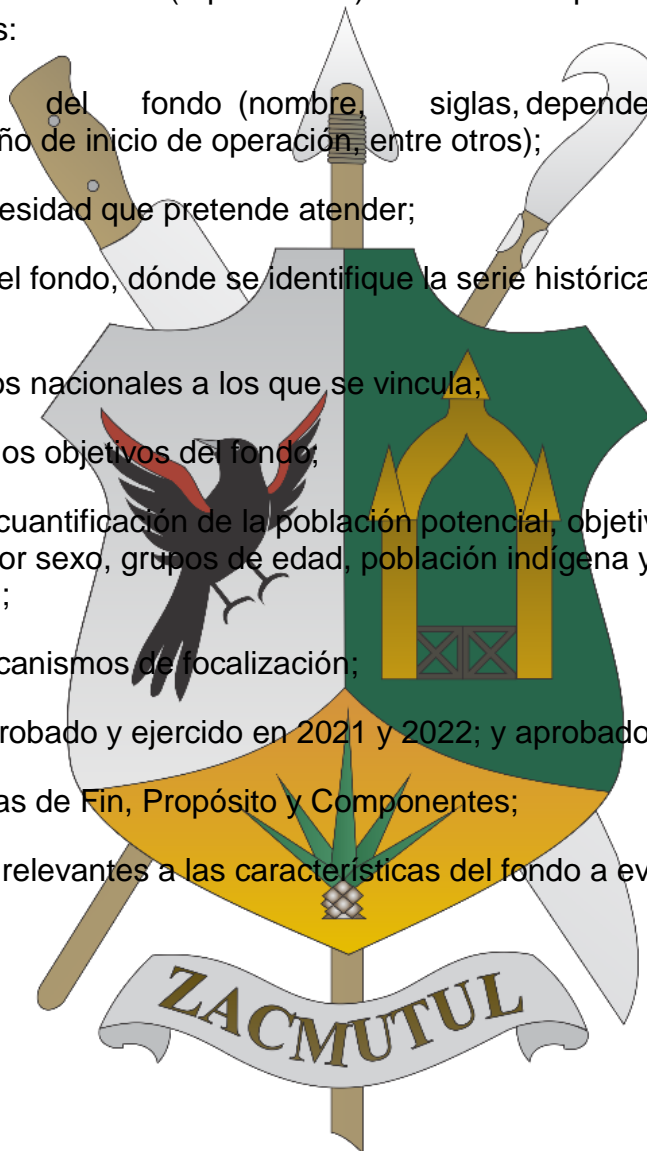 s:
del fondo (nombre, siglas, depende
ño de inicio de operación, entre otros);
esidad que pretende atender;
el fondo, dónde se identifique la serie histórica
os nacionales a los que se vincula;
os objetivos del fondo;
cuantificación de la población potencial, objetiv
or sexo, grupos de edad, población indígena y
;
canismos de focalización;
robado y ejercido en 2021 y 2022; y aprobado
as de Fin, Propósito y Componentes;
relevantes a las características del fondo a ev
ZACMUTUL